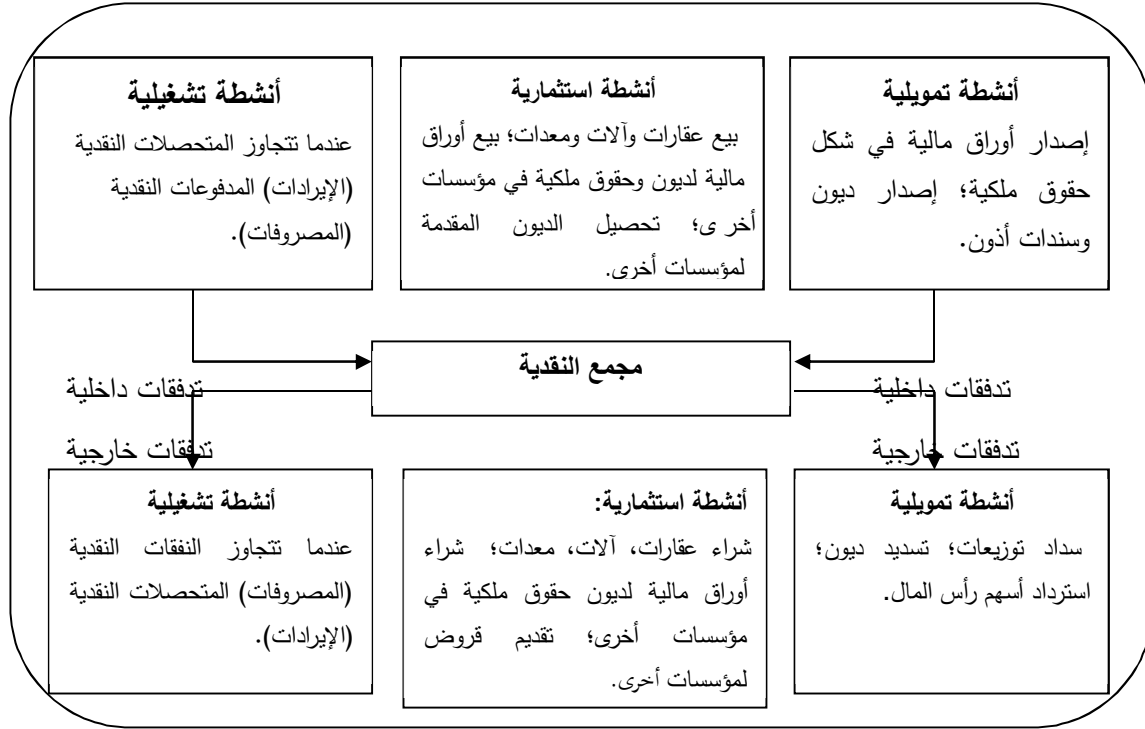 أنشطة تمويلية
إصدار أوراق مالية في شكل
حقوق ملكية؛ إصدار ديون
وسندات أذون.
أنشطة استثمارية
بيع عقارات وآلات ومعدات؛ بيع أوراق
مالية لديون وحقوق ملكية في مؤسسات
أخر ى؛ تحصيل الديون المقدمة
لمؤسسات أخرى.
أنشطة تشغيلية
عندما تتجاوز المتحصلات النقدية
(الإيرادات) المدفوعات النقدية
(المصروفات).
مجمع النقدية
تدفقات داخلية
تدفقات داخلية
تدفقات خارجية
تدفقات خارجية
أنشطة تمويلية
سداد توزيعات؛ تسديد ديون؛
استرداد أسهم رأس المال.
أنشطة استثمارية:
شراء عقارات، آلات، معدات؛ شراء
أوراق مالية لديون حقوق ملكية في
مؤسسات أخرى؛ تقديم قروض
لمؤسسات أخرى.
أنشطة تشغيلية
عندما تتجاوز النفقات النقدية
(المصروفات) المتحصلات النقدية
(الإيرادات).